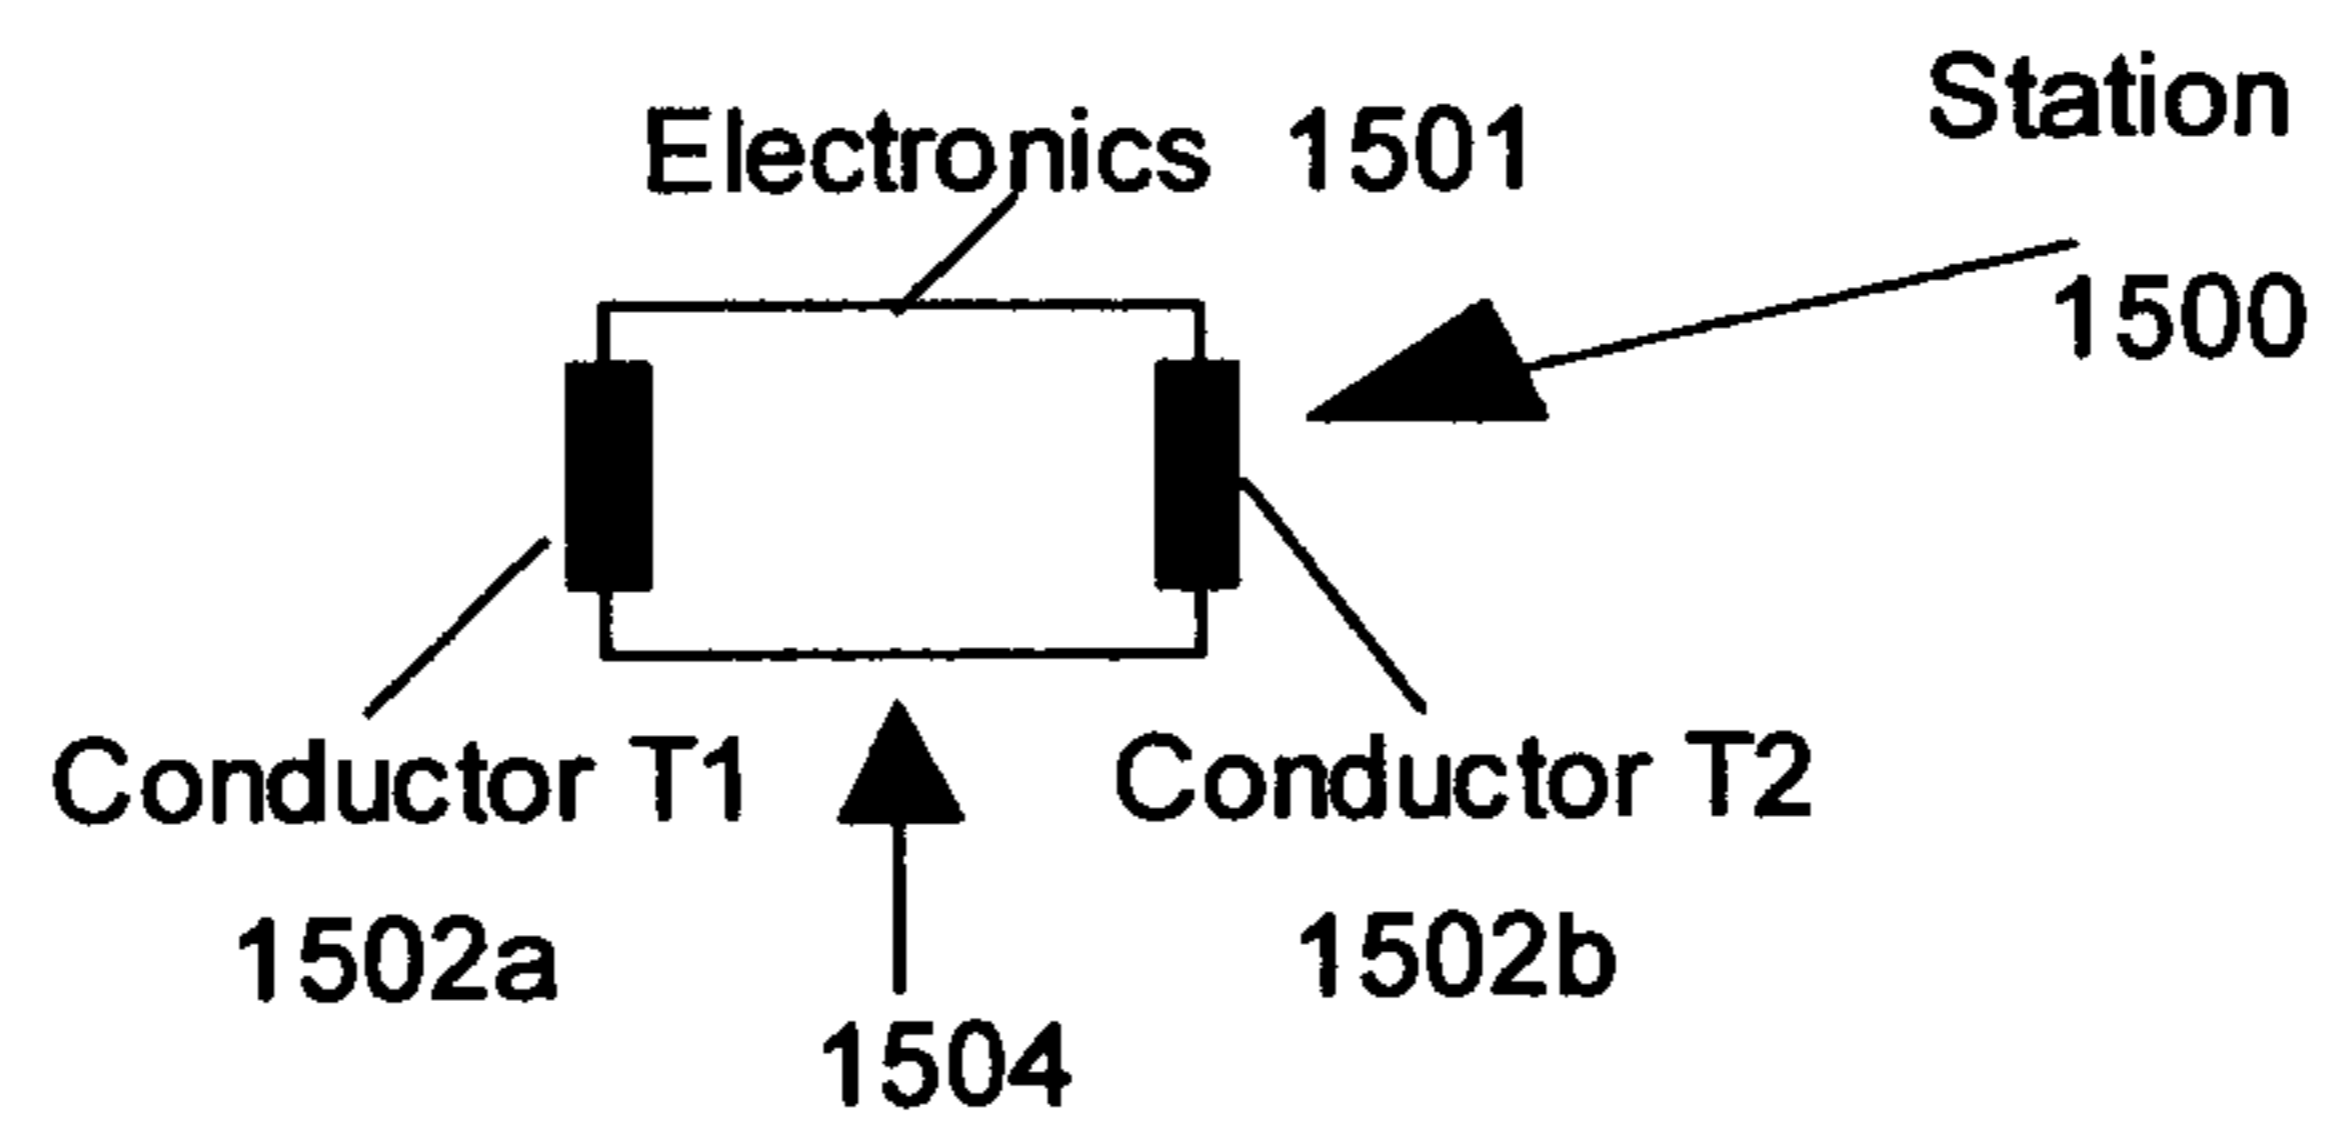 Electronics 1501
Station
1500
Conductor T1
1502a
Conductor T2
1502b
1504